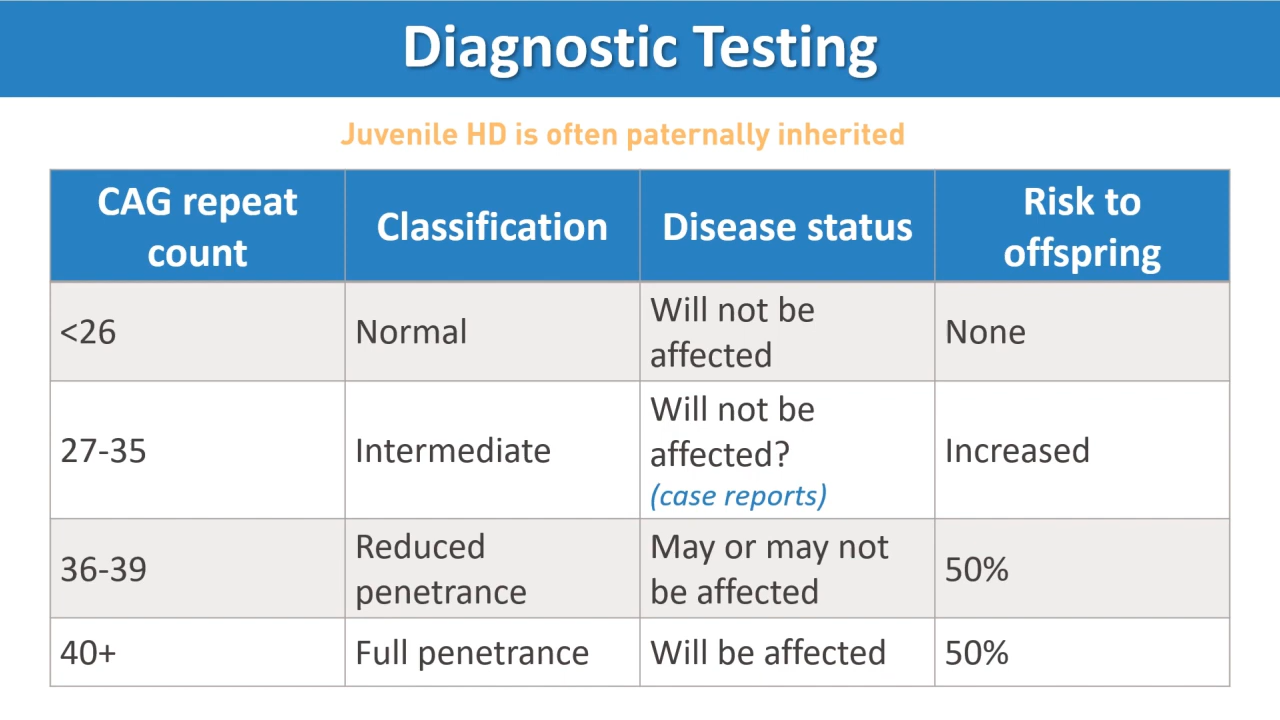 Diagnostic Testing
Juvenile HD is often paternally inherited
CAG repeat
count
Classification
Disease status
Risk to
offspring
<26
Normal
Will not be
affected
None
27-35
Intermediate
Will not be
affected?
(case reports)
Increased
36-39
Reduced
penetrance
May or may not
be affected
50%
40+
Full penetrance
Will be affected
50%